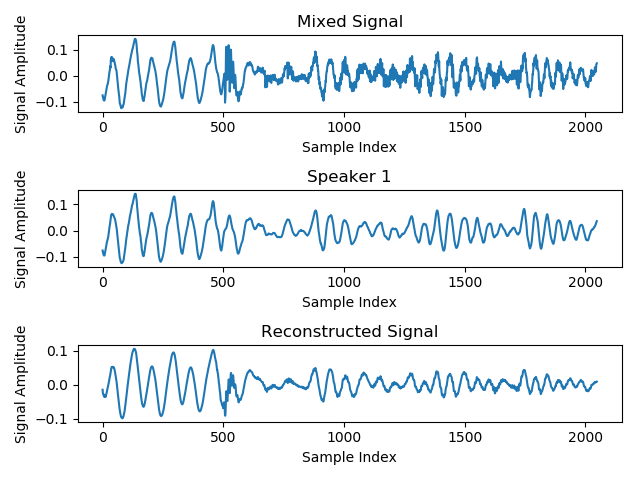 Mixed Signal
Signal Amplitude
0.1
0.0
−0.1
0 500 1000 1500 2000
Sample Index
Speaker 1
Signal Amplitude
0.1
0.0
−0.1
0 500 1000 1500 2000
Sample Index
Reconstructed Signal
Signal Amplitude
0.1
0.0
−0.1
0 500 1000 1500 2000
Sample Index